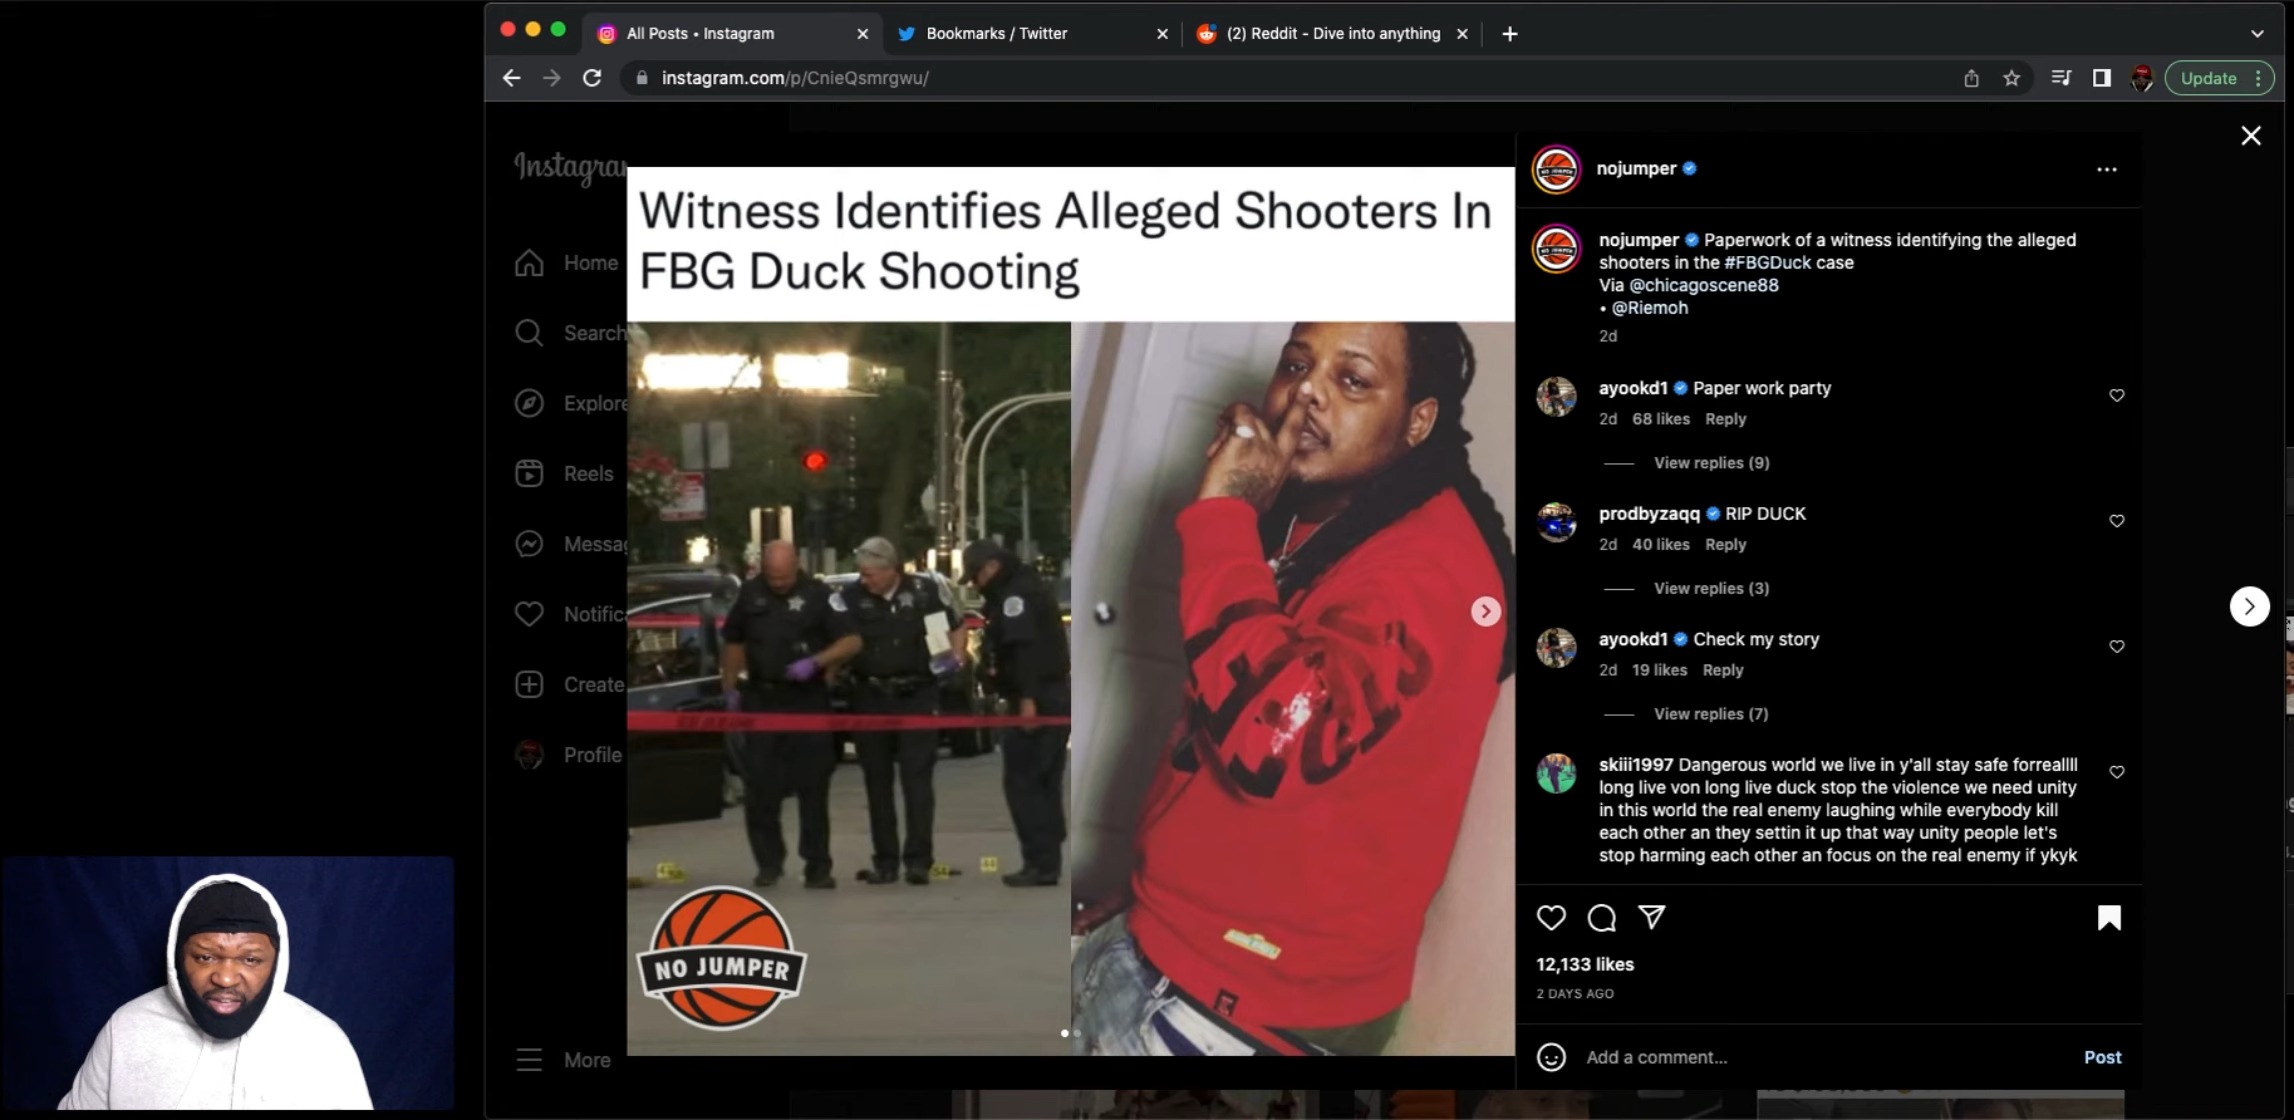 All Posts • Instagram
Bookmarks / Twitter
(2) Reddit - Dive into anything
instagram.com/p/CnieQsmrgwu/
Update
Instagram
Home
Search
Explore
Reels
Messag
Notific
Create
Profile
More
Witness Identifies Alleged Shooters In
FBG Duck Shooting
NO JUMPER
nojumper
nojumper Paperwork of a witness identifying the alleged
shooters in the #FBGDuck case
Via @chicagoscene88
• @Riemoh
2d
ayookd1 Paper work party
2d 68 likes Reply
View replies (9)
prodbyzaqq RIP DUCK
2d 40 likes Reply
View replies (3)
ayookd1 Check my story
2d 19 likes Reply
View replies (7)
skiii1997 Dangerous world we live in y'all stay safe forreallll
long live von long live duck stop the violence we need unity
in this world the real enemy laughing while everybody kill
each other an they settin it up that way unity people let's
stop harming each other an focus on the real enemy if ykyk
12,133 likes
2 DAYS AGO
Add a comment...
Post